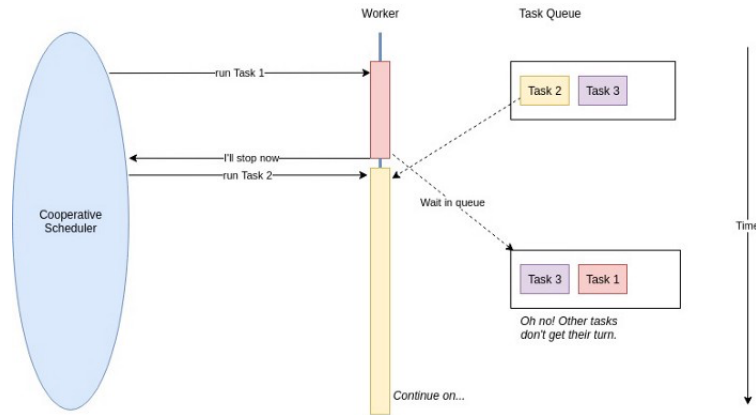 Worker
Task Queue
run Task 1
Task 2
Task 3
I'll stop now
run Task 2
Wait in queue
Cooperative
Scheduler
Time
Task 3
Task 1
Oh no! Other tasks
don't get their turn.
Continue on...